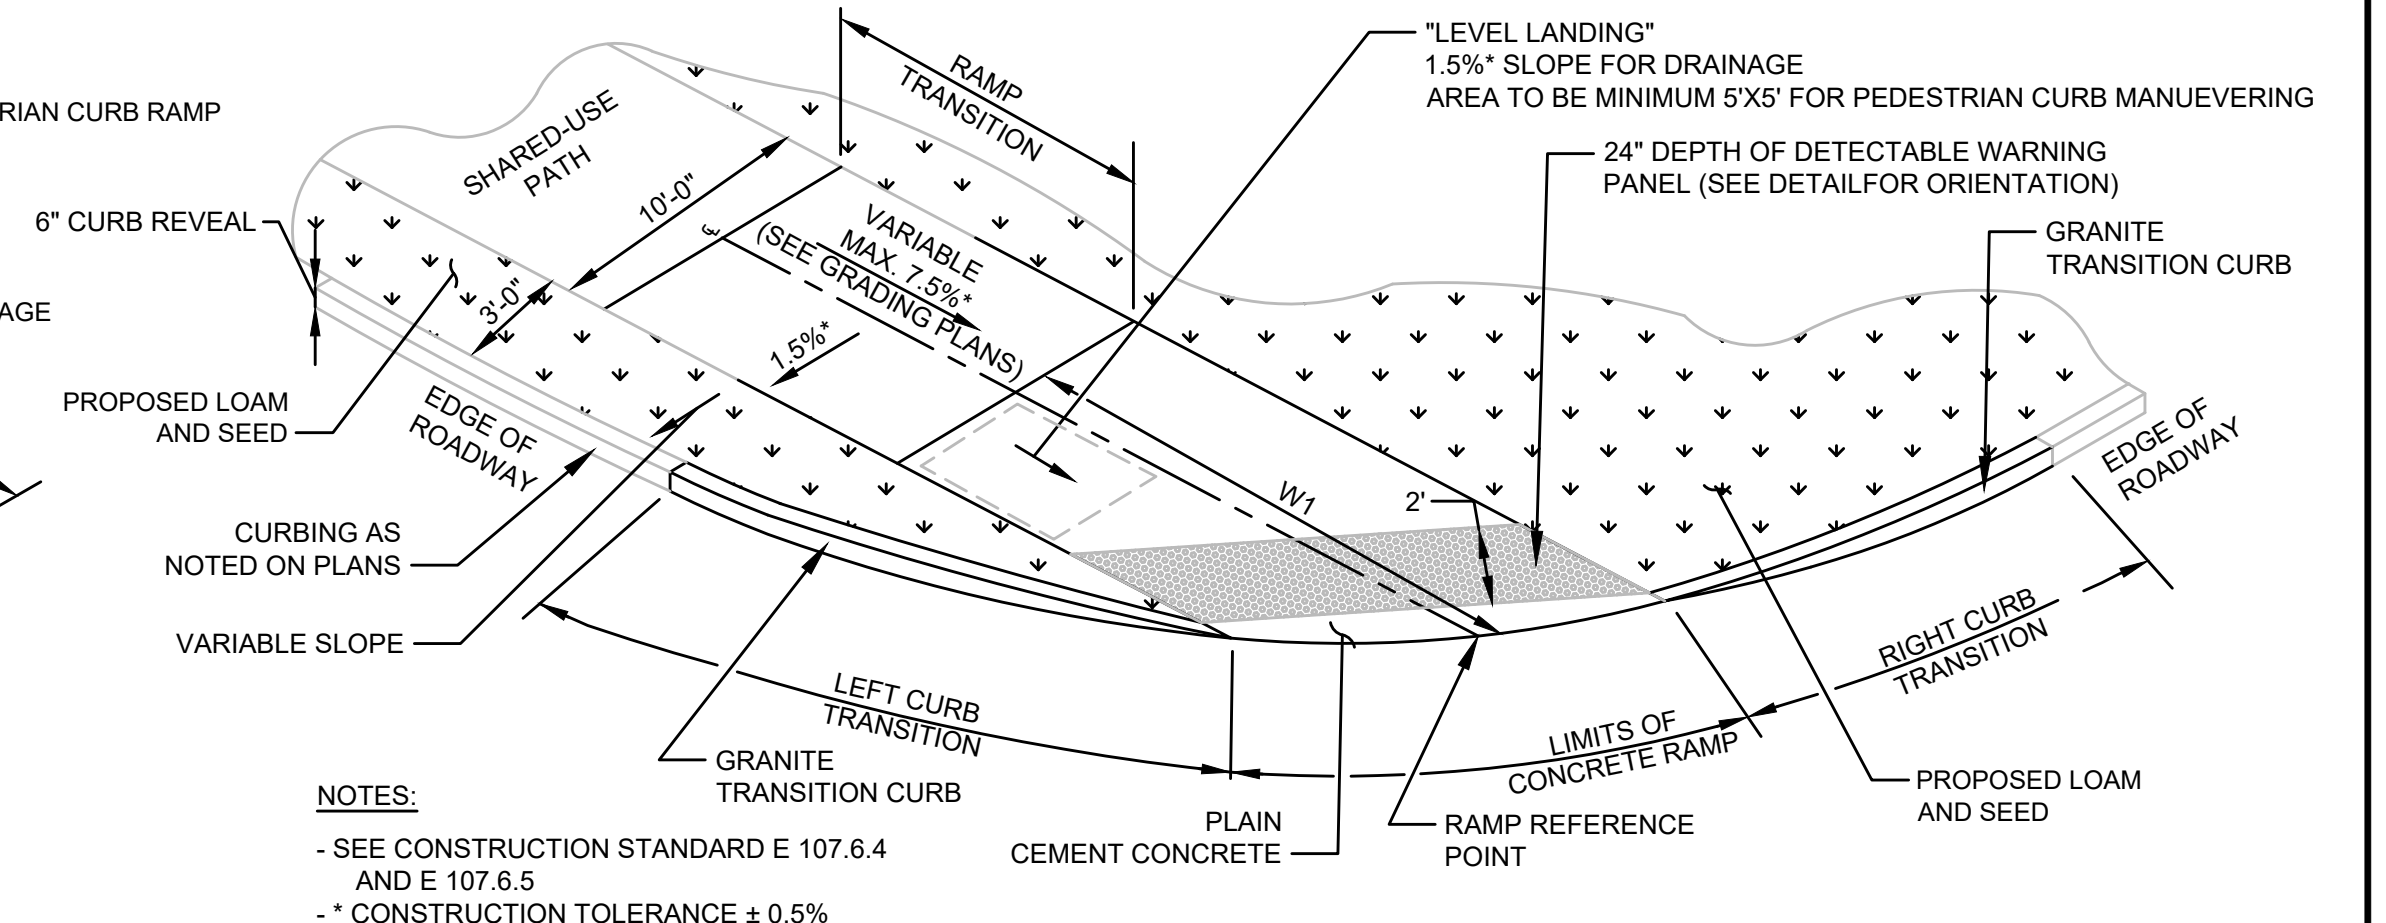 RIAN CURB RAMP
6" CURB REVEAL
AGE
PROPOSED LOAM
AND SEED
CURBING AS
NOTED ON PLANS
VARIABLE SLOPE
SHARED-USE
PATH
10'-0"
3'-0"
EDGE OF
ROADWAY
RAMP
TRANSITION
℄
VARIABLE
MAX. 7.5%*
(SEE GRADING PLANS)
1.5%*
"LEVEL LANDING"
1.5%* SLOPE FOR DRAINAGE
AREA TO BE MINIMUM 5'X5' FOR PEDESTRIAN CURB MANUEVERING
24" DEPTH OF DETECTABLE WARNING
PANEL (SEE DETAILFOR ORIENTATION)
GRANITE
TRANSITION CURB
EDGE OF
ROADWAY
W1
2'
LEFT CURB
TRANSITION
LIMITS OF
CONCRETE RAMP
RIGHT CURB
TRANSITION
GRANITE
TRANSITION CURB
PLAIN
CEMENT CONCRETE
RAMP REFERENCE
POINT
PROPOSED LOAM
AND SEED
NOTES:
- SEE CONSTRUCTION STANDARD E 107.6.4
AND E 107.6.5
- * CONSTRUCTION TOLERANCE ± 0.5%